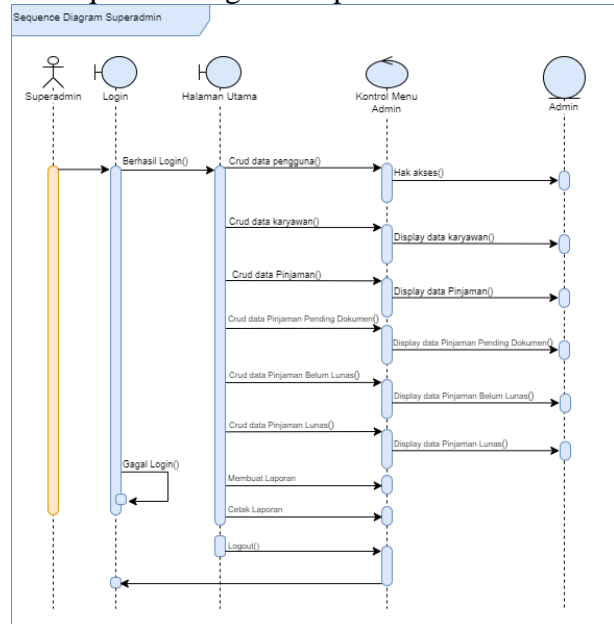 Sequence Diagram Superadmin
Superadmin
Login
Halaman Utama
Kontrol Menu
Admin
Admin
Berhasil Login()
Crud data pengguna()
Hak akses()
Crud data karyawan()
Display data karyawan()
Crud data Pinjaman()
Display data Pinjaman()
Crud data Pinjaman Pending Dokumen()
Display data Pinjaman Pending Dokumen()
Crud data Pinjaman Belum Lunas()
Display data Pinjaman Belum Lunas()
Crud data Pinjaman Lunas()
Display data Pinjaman Lunas()
Gagal Login()
Membuat Laporan
Cetak Laporan
Logout()